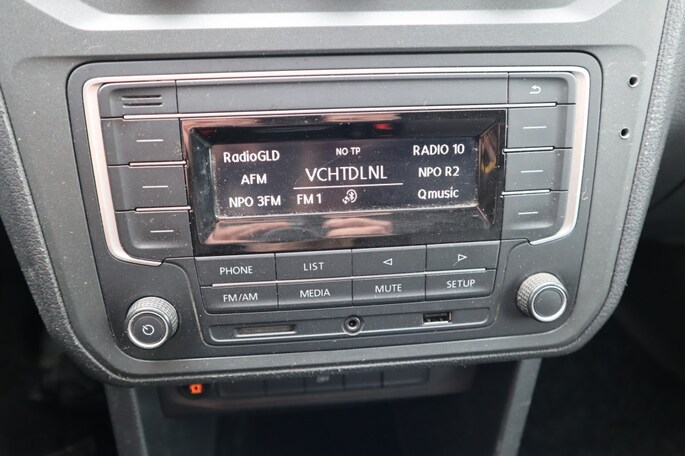 NO TP
RadioGLD RADIO 10
AFM VCHTDLNL NPO R2
NPO 3FM FM 1 Qmusic
PHONE LIST
FM/AM MEDIA MUTE SETUP